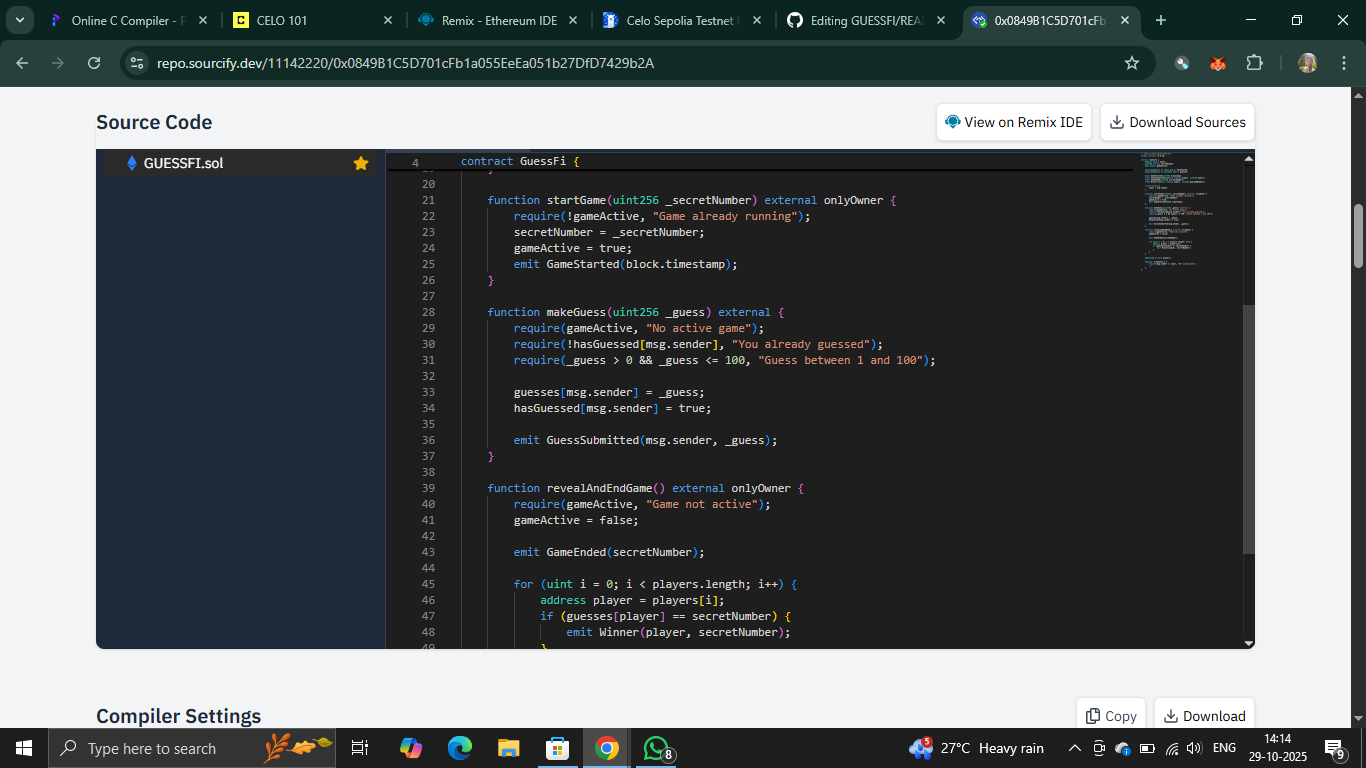 Online C Compiler - P
CELO 101
Remix - Ethereum IDE
Celo Sepolia Testnet
Editing GUESSFI/REA
0x0849B1C5D701cFb
repo.sourcify.dev/11142220/0x0849B1C5D701cFb1a055EeEa051b27DfD7429b2A
Source Code
View on Remix IDE
Download Sources
GUESSFI.sol
4 contract GuessFi {
20
21 function startGame(uint256 _secretNumber) external onlyOwner {
22 require(!gameActive, "Game already running");
23 secretNumber = _secretNumber;
24 gameActive = true;
25 emit GameStarted(block.timestamp);
26 }
27
28 function makeGuess(uint256 _guess) external {
29 require(gameActive, "No active game");
30 require(!hasGuessed[msg.sender], "You already guessed");
31 require(_guess > 0 && _guess <= 100, "Guess between 1 and 100");
32
33 guesses[msg.sender] = _guess;
34 hasGuessed[msg.sender] = true;
35
36 emit GuessSubmitted(msg.sender, _guess);
37 }
38
39 function revealAndEndGame() external onlyOwner {
40 require(gameActive, "Game not active");
41 gameActive = false;
42
43 emit GameEnded(secretNumber);
44
45 for (uint i = 0; i < players.length; i++) {
46 address player = players[i];
47 if (guesses[player] == secretNumber) {
48 emit Winner(player, secretNumber);
49 }
Compiler Settings
Copy
Download
Type here to search
8
5
27°C Heavy rain
ENG
14:14
29-10-2025
9